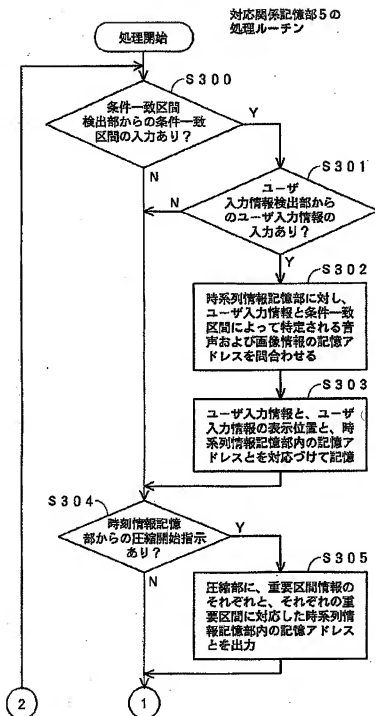 対応関係記憶部5の
処理ルーチン
処理開始
S300
条件一致区間
検出部からの条件一致
区間の入力あり?
Y
N
S301
ユーザ
入力情報検出部から
のユーザ入力情報の
入力あり?
N
Y
S302
時系列情報記憶部に対し、
ユーザ入力情報と条件一致
区間によって特定される音
声および画像情報の記憶ア
ドレスを問合わせる
S303
ユーザ入力情報と、ユーザ
入力情報の表示位置と、時
系列情報記憶部内の記憶ア
ドレスとを対応づけて記憶
S304
時刻情報記憶
部からの圧縮開始指示
あり?
Y
N
S305
圧縮部に、重要区間情報の
それぞれと、それぞれの重
要区間に対応した時系列情
報記憶部内の記憶アドレス
とを出力
2
1